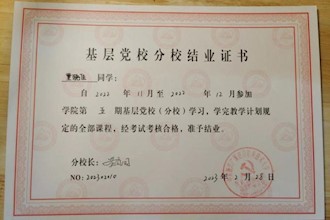 基层党校分校结业证书
同学:
自 2022 年 11 月至 2022 年 12 月参加
学院第 五 期基层党校(分校)学习,学完教学计划规
定的全部课程,经考试考核合格,准予结业。
分校长:
NO: 202302010
2023 年 2 月 28 日